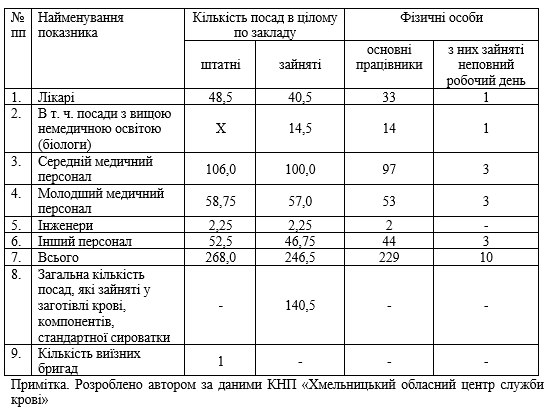 № Найменування Кількість посад в цілому Фізичні особи
пп показника по закладу
основні з них зайняті
штатні зайняті працівники неповний
робочий день
1. Лікарі 48,5 40,5 33 1
2. В т. ч. посади з вищою
немедичною освітою X 14,5 14 1
(біологи)
3. Середній медичний
персонал 106,0 100,0 97 3
4. Молодший медичний
персонал 58,75 57,0 53 3
5. Інженери 2,25 2,25 2 -
6. Інший персонал 52,5 46,75 44 3
7. Всього 268,0 246,5 229 10
8. Загальна кількість
посад, які зайняті у
заготівлі крові, - 140,5 - -
компонентів,
стандартної сироватки
9. Кількість виїзних
бригад 1 - - -
Примітка. Розроблено автором за даними КНП «Хмельницький обласний центр служби
крові»